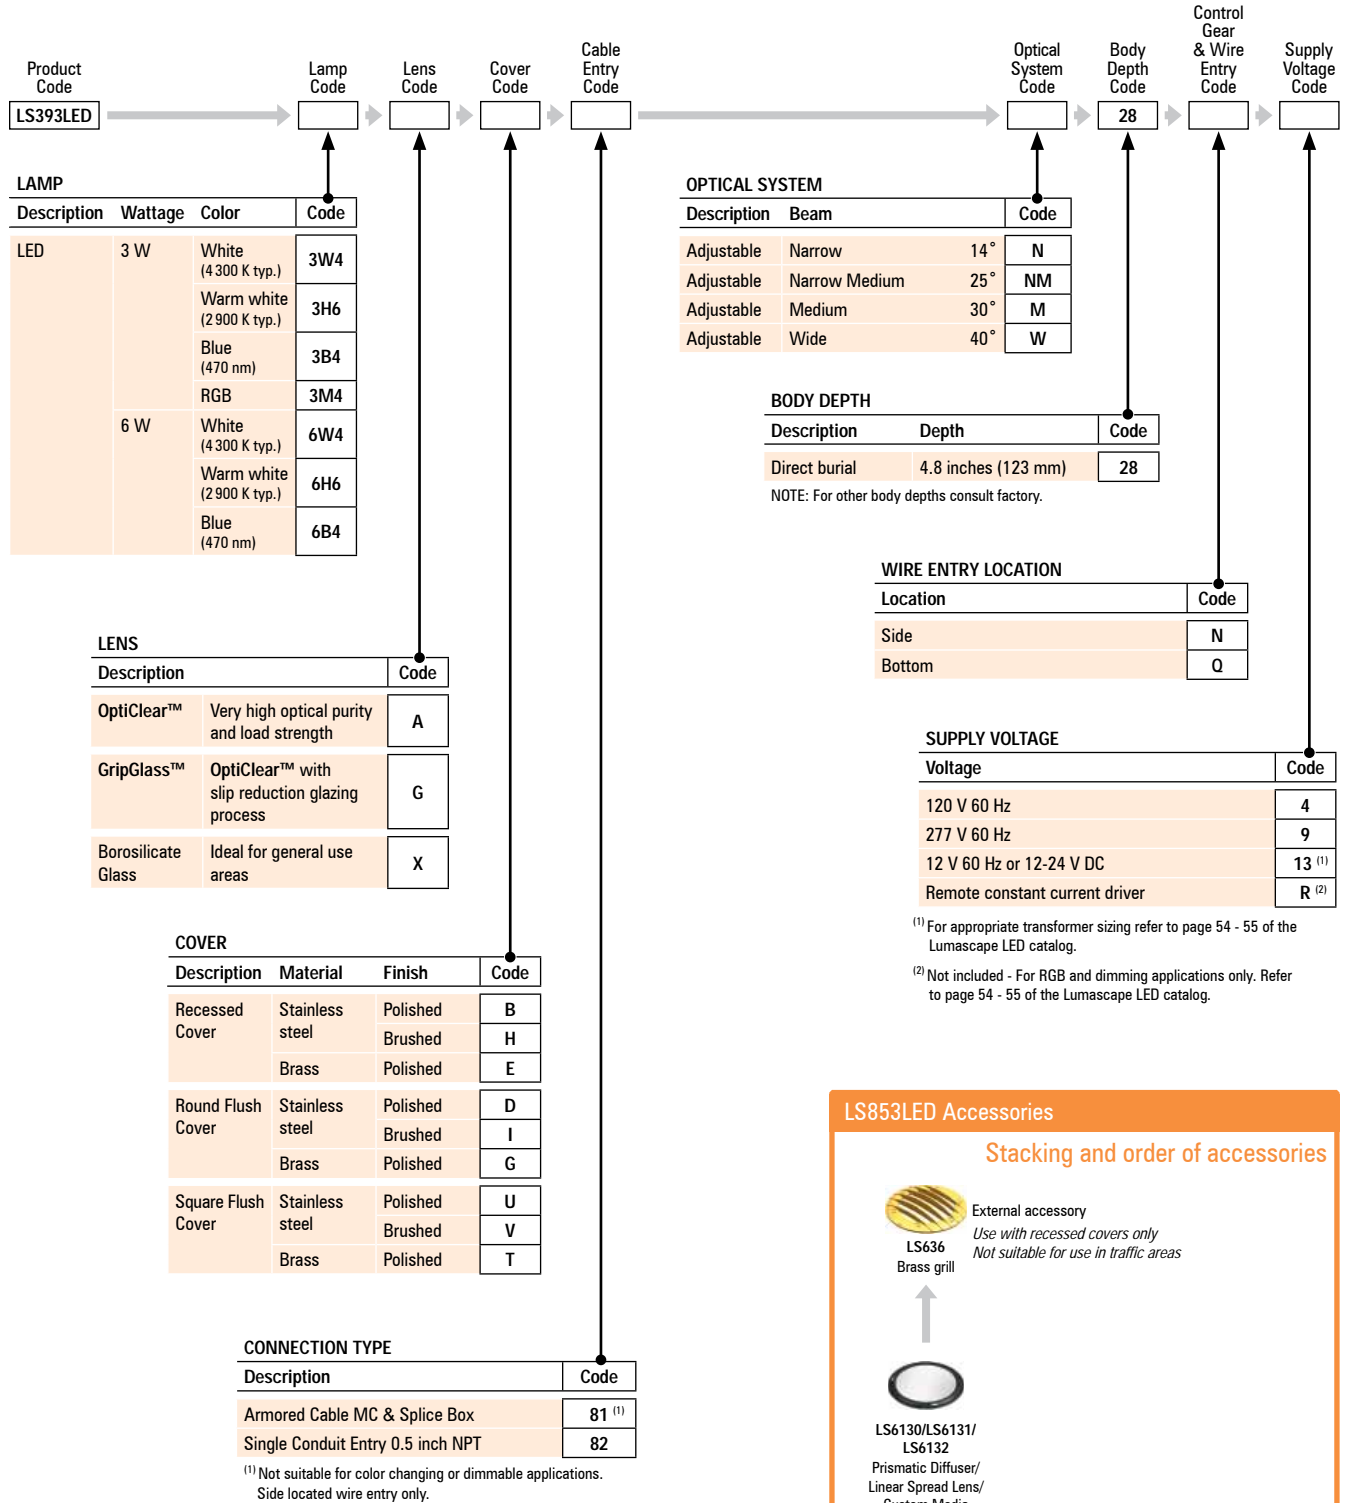 Product
Code
LS393LED
Lamp
Code
Lens
Code
Cover
Code
Cable
Entry
Code
Optical
System
Code
Body
Depth
Code
28
Control
Gear
& Wire
Entry
Code
Supply
Voltage
Code
LAMP
Description Wattage Color Code
LED 3 W White
(4 300 K typ.) 3W4
Warm white
(2 900 K typ.) 3H6
Blue
(470 nm) 3B4
RGB 3M4
6 W White
(4 300 K typ.) 6W4
Warm white
(2 900 K typ.) 6H6
Blue
(470 nm) 6B4
OPTICAL SYSTEM
Description Beam Code
Adjustable Narrow 14° N
Adjustable Narrow Medium 25° NM
Adjustable Medium 30° M
Adjustable Wide 40° W
BODY DEPTH
Description Depth Code
Direct burial 4.8 inches (123 mm) 28
NOTE: For other body depths consult factory.
WIRE ENTRY LOCATION
Location Code
Side N
Bottom Q
LENS
Description Code
OptiClear™ Very high optical purity
and load strength A
GripGlass™ OptiClear™ with
slip reduction glazing
process G
Borosilicate
Glass Ideal for general use
areas X
SUPPLY VOLTAGE
Voltage Code
120 V 60 Hz 4
277 V 60 Hz 9
12 V 60 Hz or 12-24 V DC 13 (1)
Remote constant current driver R (2)
(1) For appropriate transformer sizing refer to page 54 - 55 of the
Lumascape LED catalog.
(2) Not included - For RGB and dimming applications only. Refer
to page 54 - 55 of the Lumascape LED catalog.
COVER
Description Material Finish Code
Recessed
Cover Stainless
steel Polished B
Brushed H
Brass Polished E
Round Flush
Cover Stainless
steel Polished D
Brushed I
Brass Polished G
Square Flush
Cover Stainless
steel Polished U
Brushed V
Brass Polished T
CONNECTION TYPE
Description Code
Armored Cable MC & Splice Box 81 (1)
Single Conduit Entry 0.5 inch NPT 82
(1) Not suitable for color changing or dimmable applications.
Side located wire entry only.
LS853LED Accessories
Stacking and order of accessories
External accessory
Use with recessed covers only
Not suitable for use in traffic areas
LS636
Brass grill
LS6130/LS6131/
LS6132
Prismatic Diffuser/
Linear Spread Lens/
Custom Media